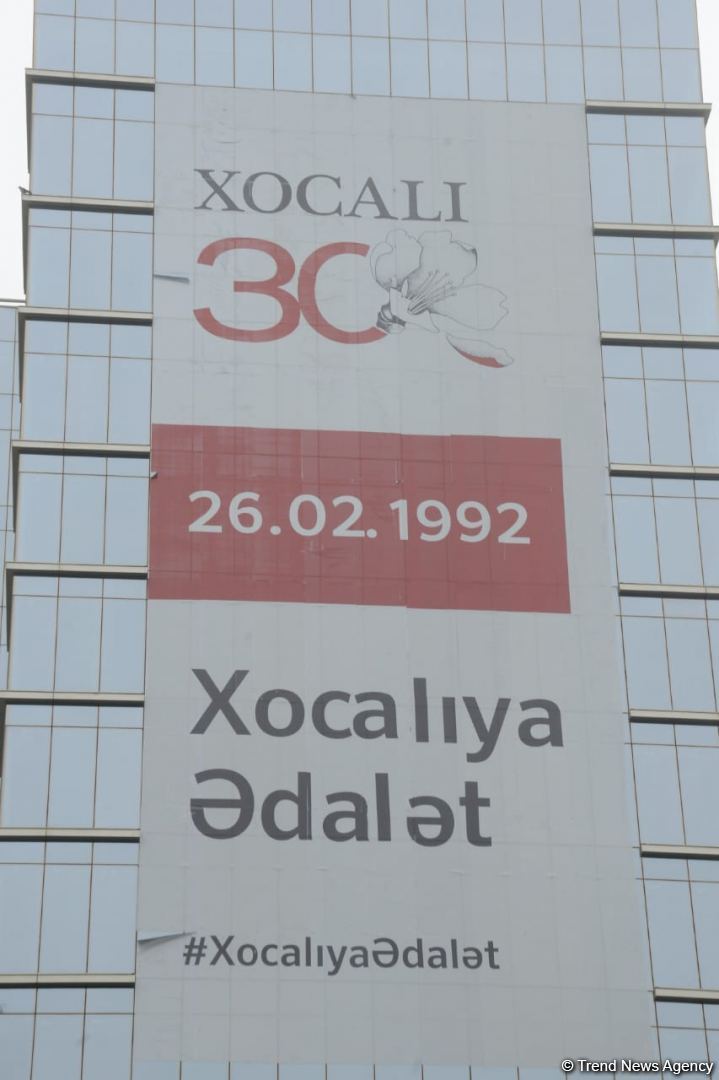 XOCALI
30
26.02.1992
Xocalıya
Ədalət
#XocalıyaƏdalət
© Trend News Agency